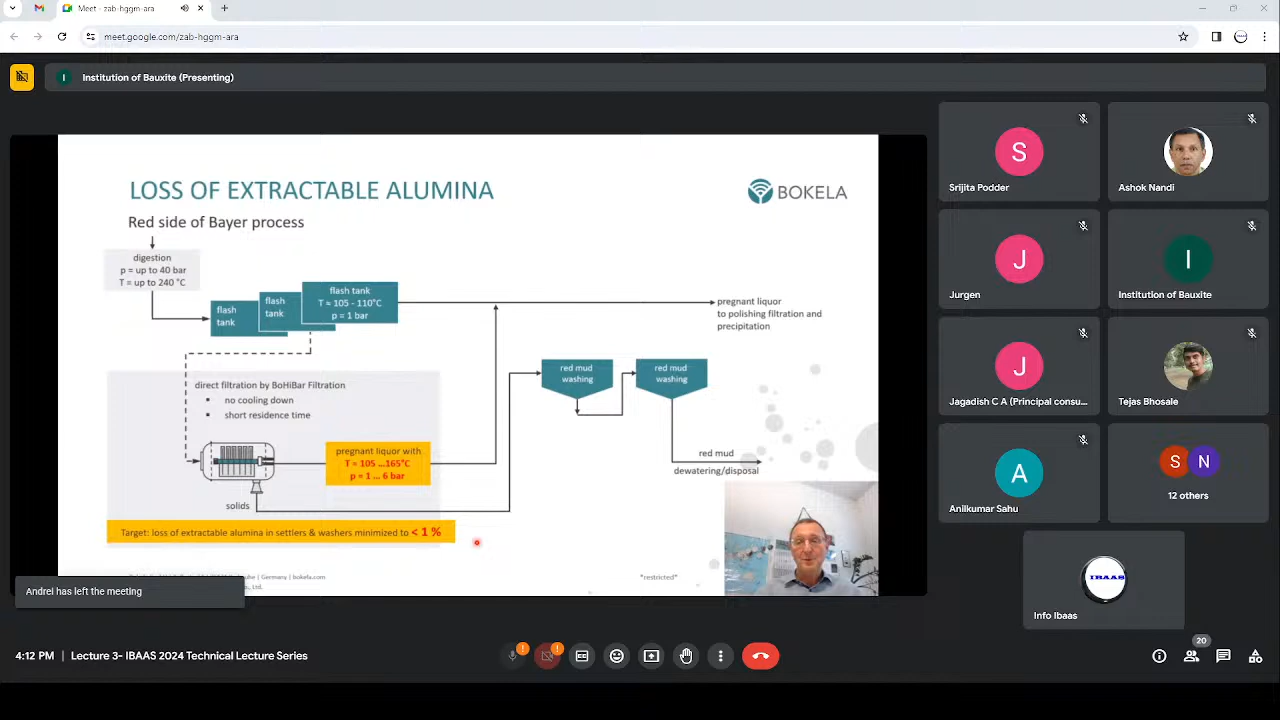 Meet - zab-hggm-ara
meet.google.com/zab-hggm-ara
Institution of Bauxite (Presenting)
LOSS OF EXTRACTABLE ALUMINA
BOKELA
Red side of Bayer process
digestion
p = up to 40 bar
T = up to 240 °C
flash
tank
flash
tank
flash tank
T ≈ 105 - 110°C
p = 1 bar
pregnant liquor
to polishing filtration and
precipitation
direct filtration by BoHiBar Filtration
▪ no cooling down
▪ short residence time
red mud
washing
red mud
washing
pregnant liquor with
T = 105 ...165°C
p = 1 ... 6 bar
solids
red mud
dewatering/disposal
Target: loss of extractable alumina in settlers & washers minimized to < 1 %
| Germany | bokela.com
Ltd.
*restricted*
Andrei has left the meeting
S
Srijita Podder
Ashok Nandi
J
Jurgen
I
Institution of Bauxite
J
Jagadish C A (Principal consu...
Tejas Bhosale
A
Anilkumar Sahu
S N
12 others
IBAAS
Info Ibaas
4:12 PM | Lecture 3- IBAAS 2024 Technical Lecture Series
20